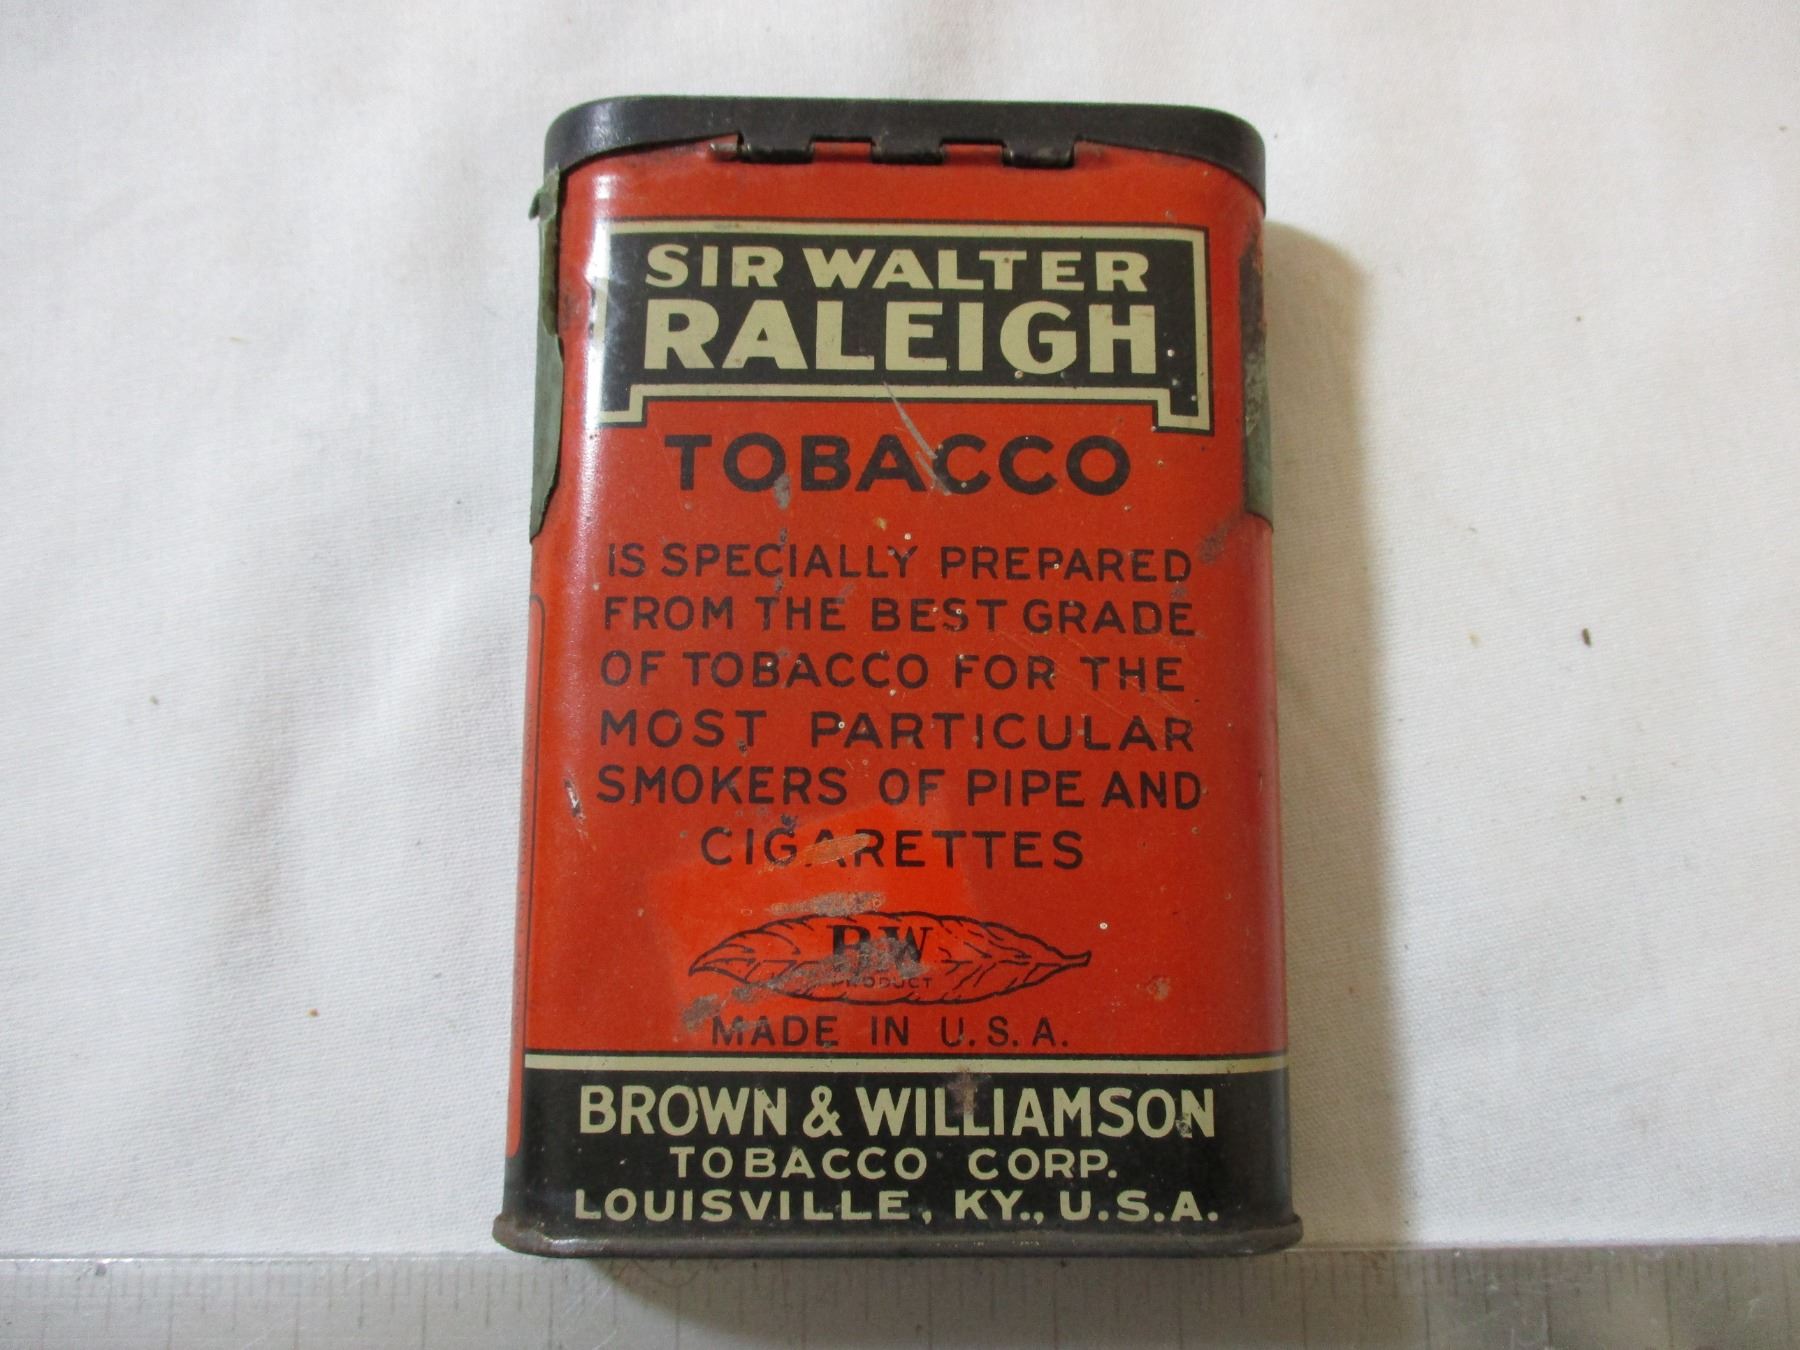 SIR WALTER
RALEIGH
TOBACCO
IS SPECIALLY PREPARED
FROM THE BEST GRADE
OF TOBACCO FOR THE
MOST PARTICULAR
SMOKERS OF PIPE AND
CIGARETTES
B&W
PRODUCT
MADE IN U.S.A.
BROWN & WILLIAMSON
TOBACCO CORP.
LOUISVILLE, KY., U.S.A.